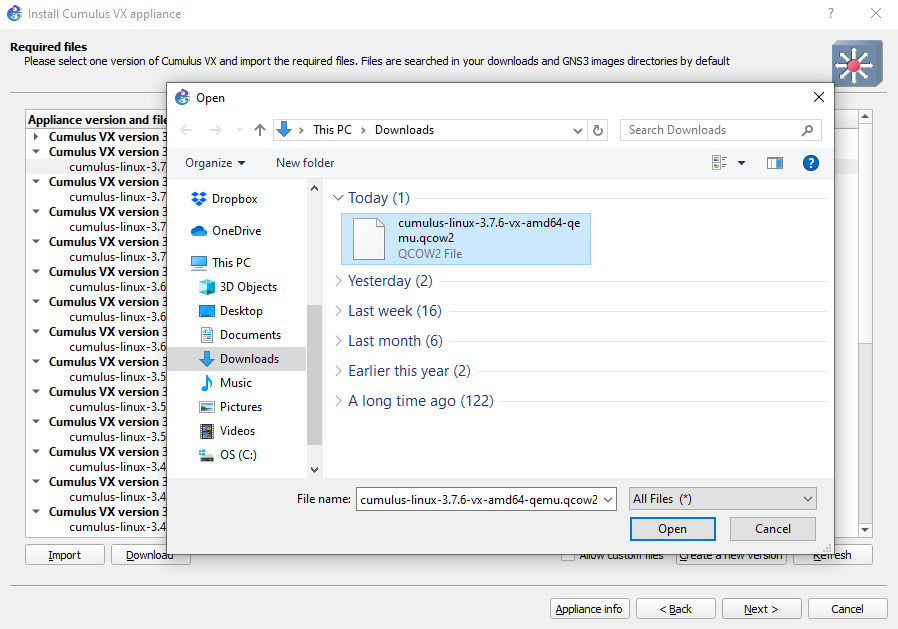 Install Cumulus VX appliance
?
Required files
Please select one version of Cumulus VX and import the required files. Files are searched in your downloads and GNS3 images directories by default
Appliance version and file
Cumulus VX version 3
Cumulus VX version 3
cumulus-linux-3.7
Cumulus VX version 3
cumulus-linux-3.7
Cumulus VX version 3
cumulus-linux-3.7
Cumulus VX version 3
cumulus-linux-3.7
Cumulus VX version 3
cumulus-linux-3.6
Cumulus VX version 3
cumulus-linux-3.6
Cumulus VX version 3
cumulus-linux-3.6
Cumulus VX version 3
cumulus-linux-3.5
Cumulus VX version 3
cumulus-linux-3.5
Cumulus VX version 3
cumulus-linux-3.5
Cumulus VX version 3
cumulus-linux-3.4
Cumulus VX version 3
cumulus-linux-3.4
Cumulus VX version 3
cumulus-linux-3.4
Open
This PC > Downloads
Search Downloads
Organize
New folder
?
Dropbox
OneDrive
This PC
3D Objects
Desktop
Documents
Downloads
Music
Pictures
Videos
OS (C:)
Today (1)
cumulus-linux-3.7.6-vx-amd64-qe
mu.qcow2
QCOW2 File
Yesterday (2)
Last week (16)
Last month (6)
Earlier this year (2)
A long time ago (122)
File name:
cumulus-linux-3.7.6-vx-amd64-qemu.qcow2
All Files (*)
Open
Cancel
Import
Download
Allow custom files
Create a new version
Refresh
Appliance info
< Back
Next >
Cancel